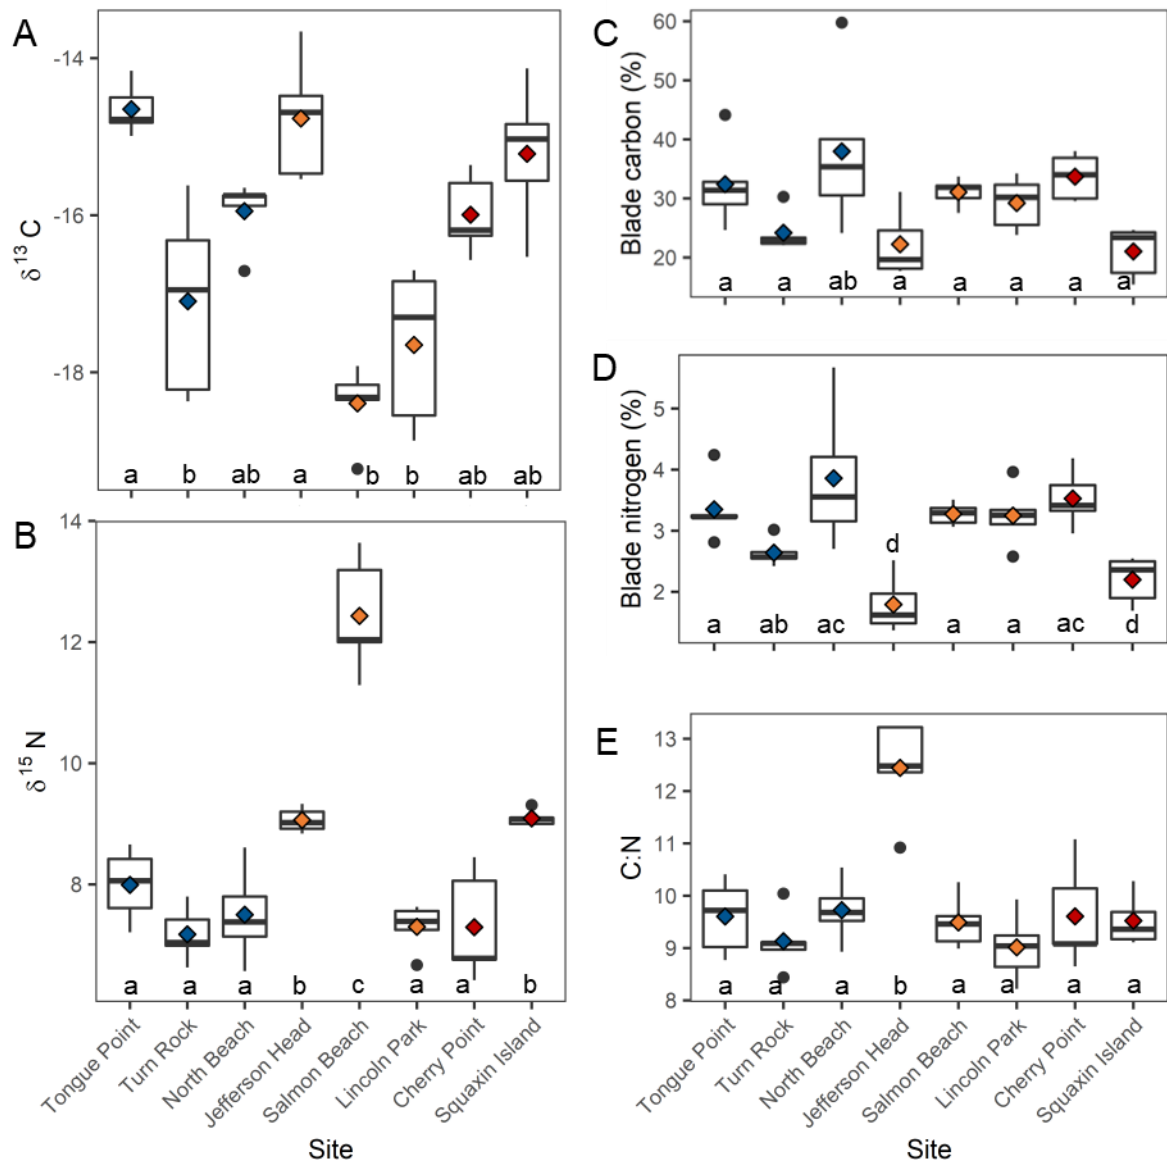 A
δ¹³C
-14
-16
-18
a b ab a b b ab ab
B
δ¹⁵N
14
12
10
8
a a a b c a a b
Tongue Point
Turn Rock
North Beach
Jefferson Head
Salmon Beach
Lincoln Park
Cherry Point
Squaxin Island
Site
C
Blade carbon (%)
60
50
40
30
20
a a ab a a a a a
D
Blade nitrogen (%)
5
4
3
2
d
a ab ac a a ac d
E
C:N
13
12
11
10
9
8
a a a b a a a a
Tongue Point
Turn Rock
North Beach
Jefferson Head
Salmon Beach
Lincoln Park
Cherry Point
Squaxin Island
Site